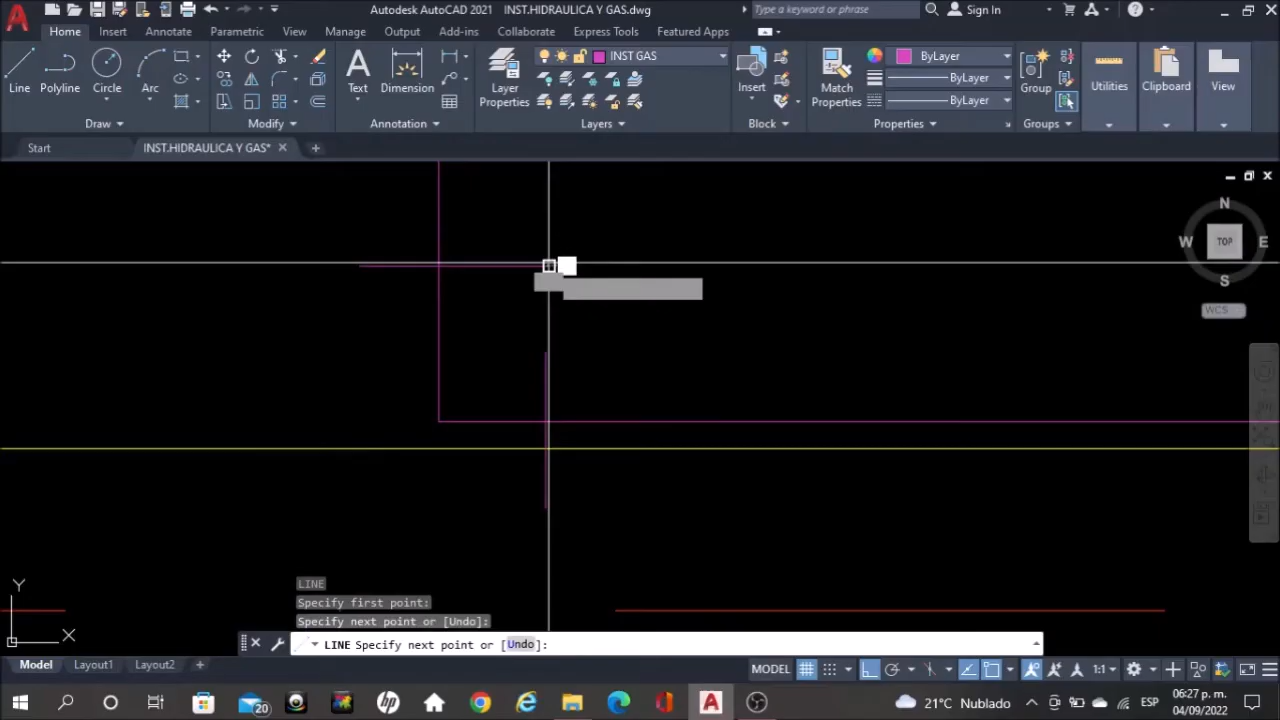 Autodesk AutoCAD 2021 INST.HIDRAULICA Y GAS.dwg
Type a keyword or phrase
Sign In
Home Insert Annotate Parametric View Manage Output Add-ins Collaborate Express Tools Featured Apps
INST GAS
ByLayer
ByLayer
ByLayer
Line Polyline Circle Arc
Text Dimension
Layer Properties
Insert
Match Properties
Group
Utilities
Clipboard
View
Draw Modify Annotation Layers Block Properties Groups
Start INST.HIDRAULICA Y GAS*
N
W TOP E
S
WCS
Y
X
LINE
Specify first point:
Specify next point or [Undo]:
LINE Specify next point or [Undo]:
Model Layout1 Layout2
MODEL 1:1
20
21°C Nublado
ESP
06:27 p. m.
04/09/2022